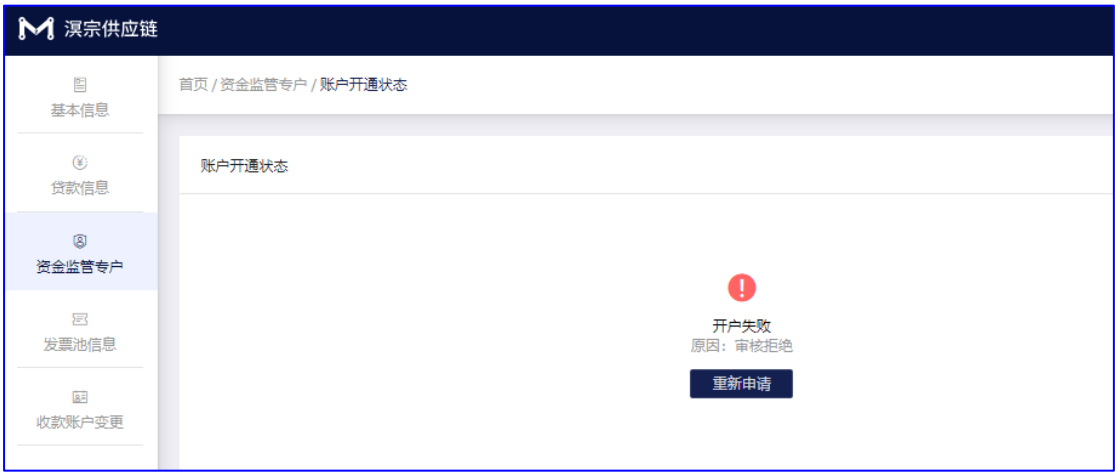 溟宗供应链
首页 / 资金监管专户 / 账户开通状态
基本信息
贷款信息
资金监管专户
发票池信息
收款账户变更
账户开通状态
开户失败
原因：审核拒绝
重新申请